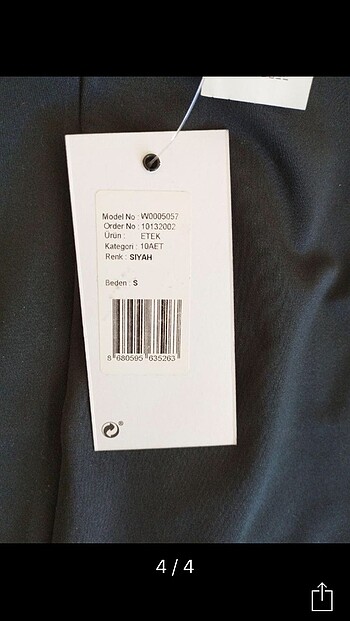 Model No : W0005057
Order No : 10132002
Ürün : ETEK
Kategori : 10AET
Renk : SIYAH
Beden : S
8 680595 635263
4 / 4